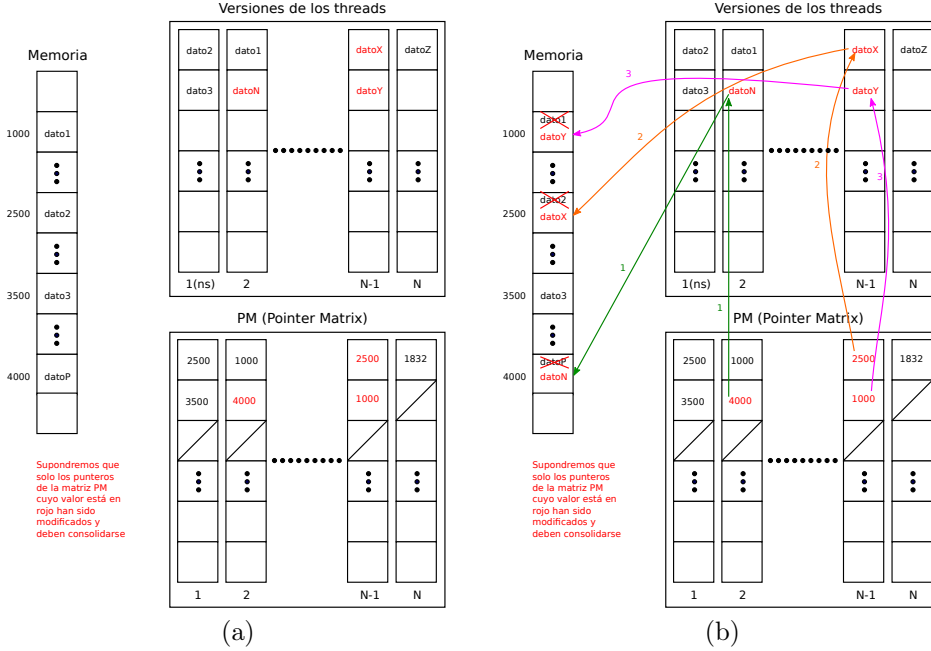 Versiones de los threads
Memoria
dato2 dato1 datoX datoZ
dato3 datoN datoY
1000 dato1
2500 dato2
3500 dato3
4000 datoP
1(ns) 2 N-1 N
PM (Pointer Matrix)
2500 1000 2500 1832
3500 4000 1000
1 2 N-1 N
Supondremos que
solo los punteros
de la matriz PM
cuyo valor está en
rojo han sido
modificados y
deben consolidarse
(a)
Versiones de los threads
Memoria
dato2 dato1 datoX datoZ
dato3 datoN datoY
3
dato1
1000 datoY
2
2
3
dato2
2500 datoX
1
3500 dato3
1
dato​P
4000 datoN
1(ns) 2 N-1 N
PM (Pointer Matrix)
2500 1000 2500 1832
3500 4000 1000
1 2 N-1 N
Supondremos que
solo los punteros
de la matriz PM
cuyo valor está en
rojo han sido
modificados y
deben consolidarse
(b)